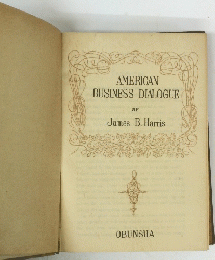 AMERICAN
BUSINESS DIALOGUE
BY
James B. Harris
OBUNSHA